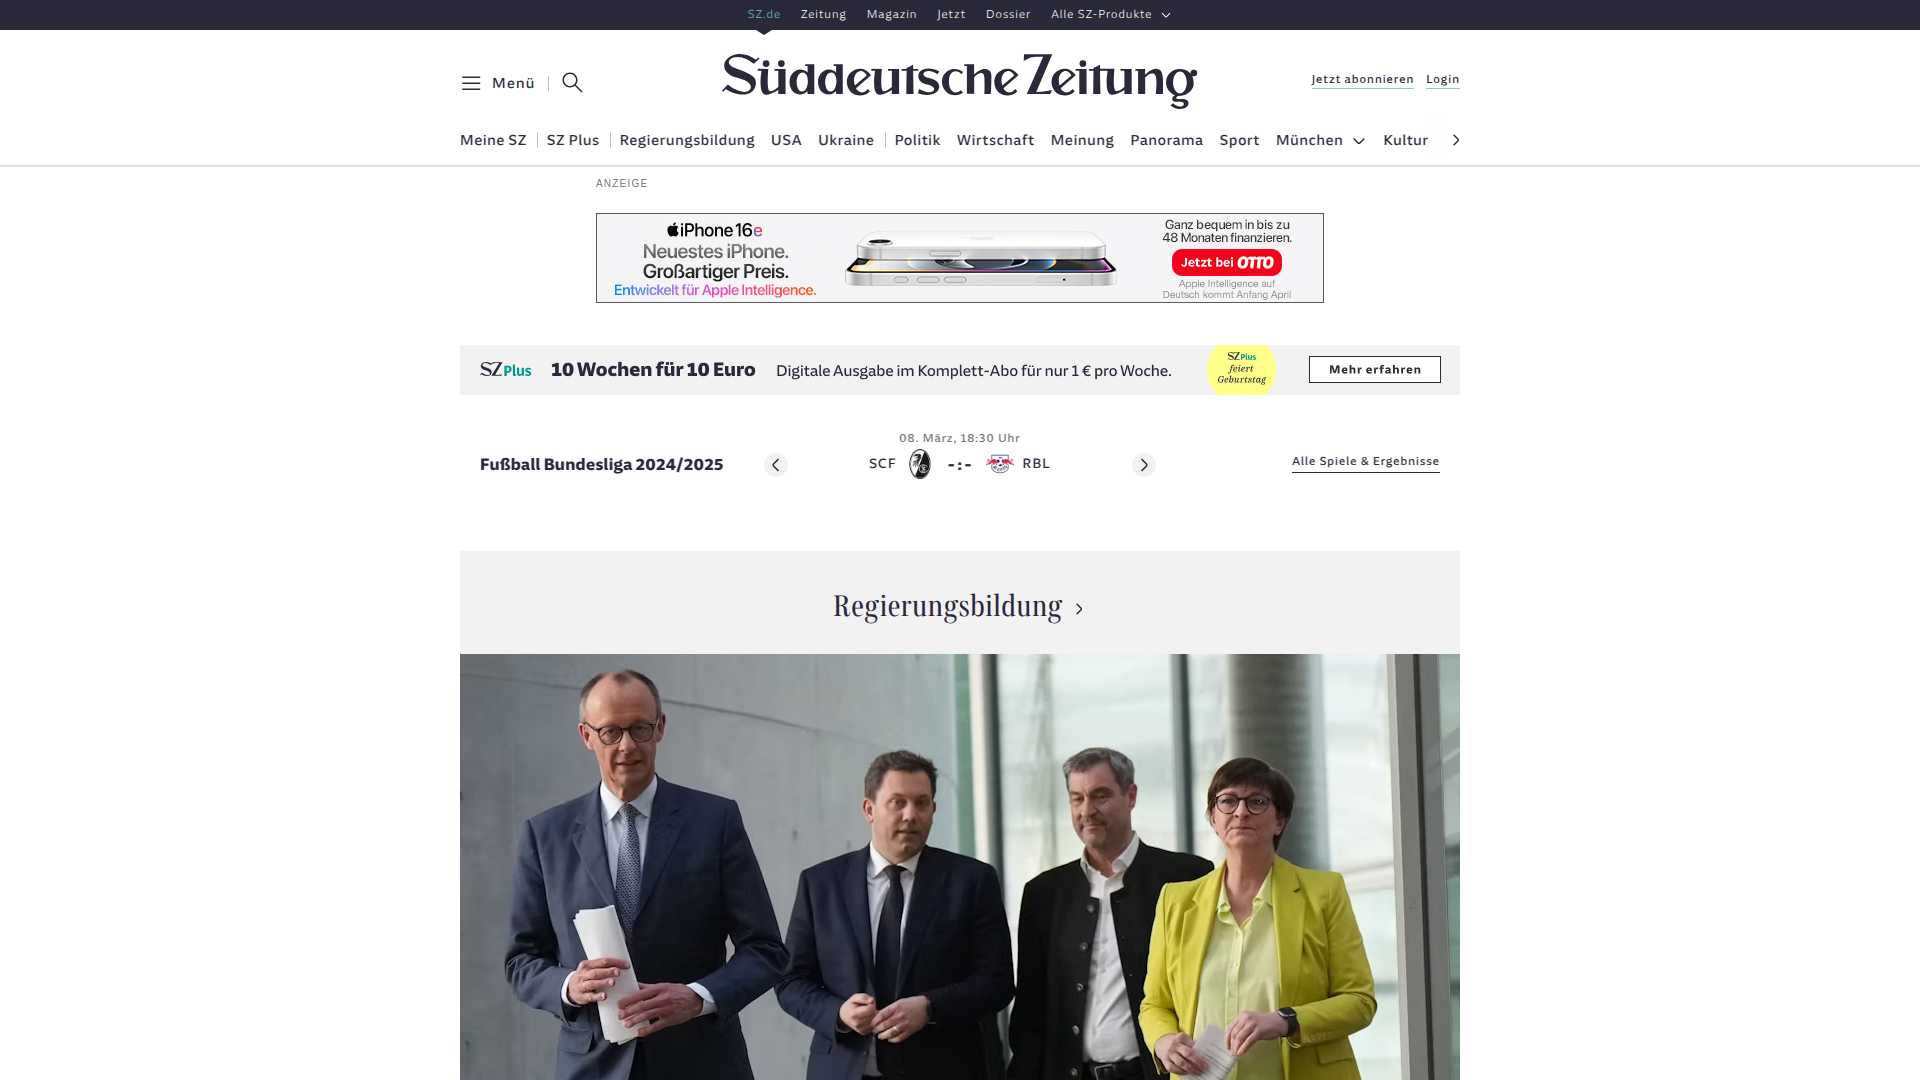 SZ.de Zeitung Magazin Jetzt Dossier Alle SZ-Produkte
Menü
Süddeutsche Zeitung
Jetzt abonnieren Login
Meine SZ SZ Plus Regierungsbildung USA Ukraine Politik Wirtschaft Meinung Panorama Sport München Kultur
ANZEIGE
iPhone 16e
Neuestes iPhone.
Großartiger Preis.
Entwickelt für Apple Intelligence.
Ganz bequem in bis zu
48 Monaten finanzieren.
Jetzt bei OTTO
Apple Intelligence auf
Deutsch kommt Anfang April
SZ Plus 10 Wochen für 10 Euro Digitale Ausgabe im Komplett-Abo für nur 1 € pro Woche.
SZ Plus
feiert
Geburtstag
Mehr erfahren
08. März, 18:30 Uhr
Fußball Bundesliga 2024/2025
SCF -:- RBL
Alle Spiele & Ergebnisse
Regierungsbildung